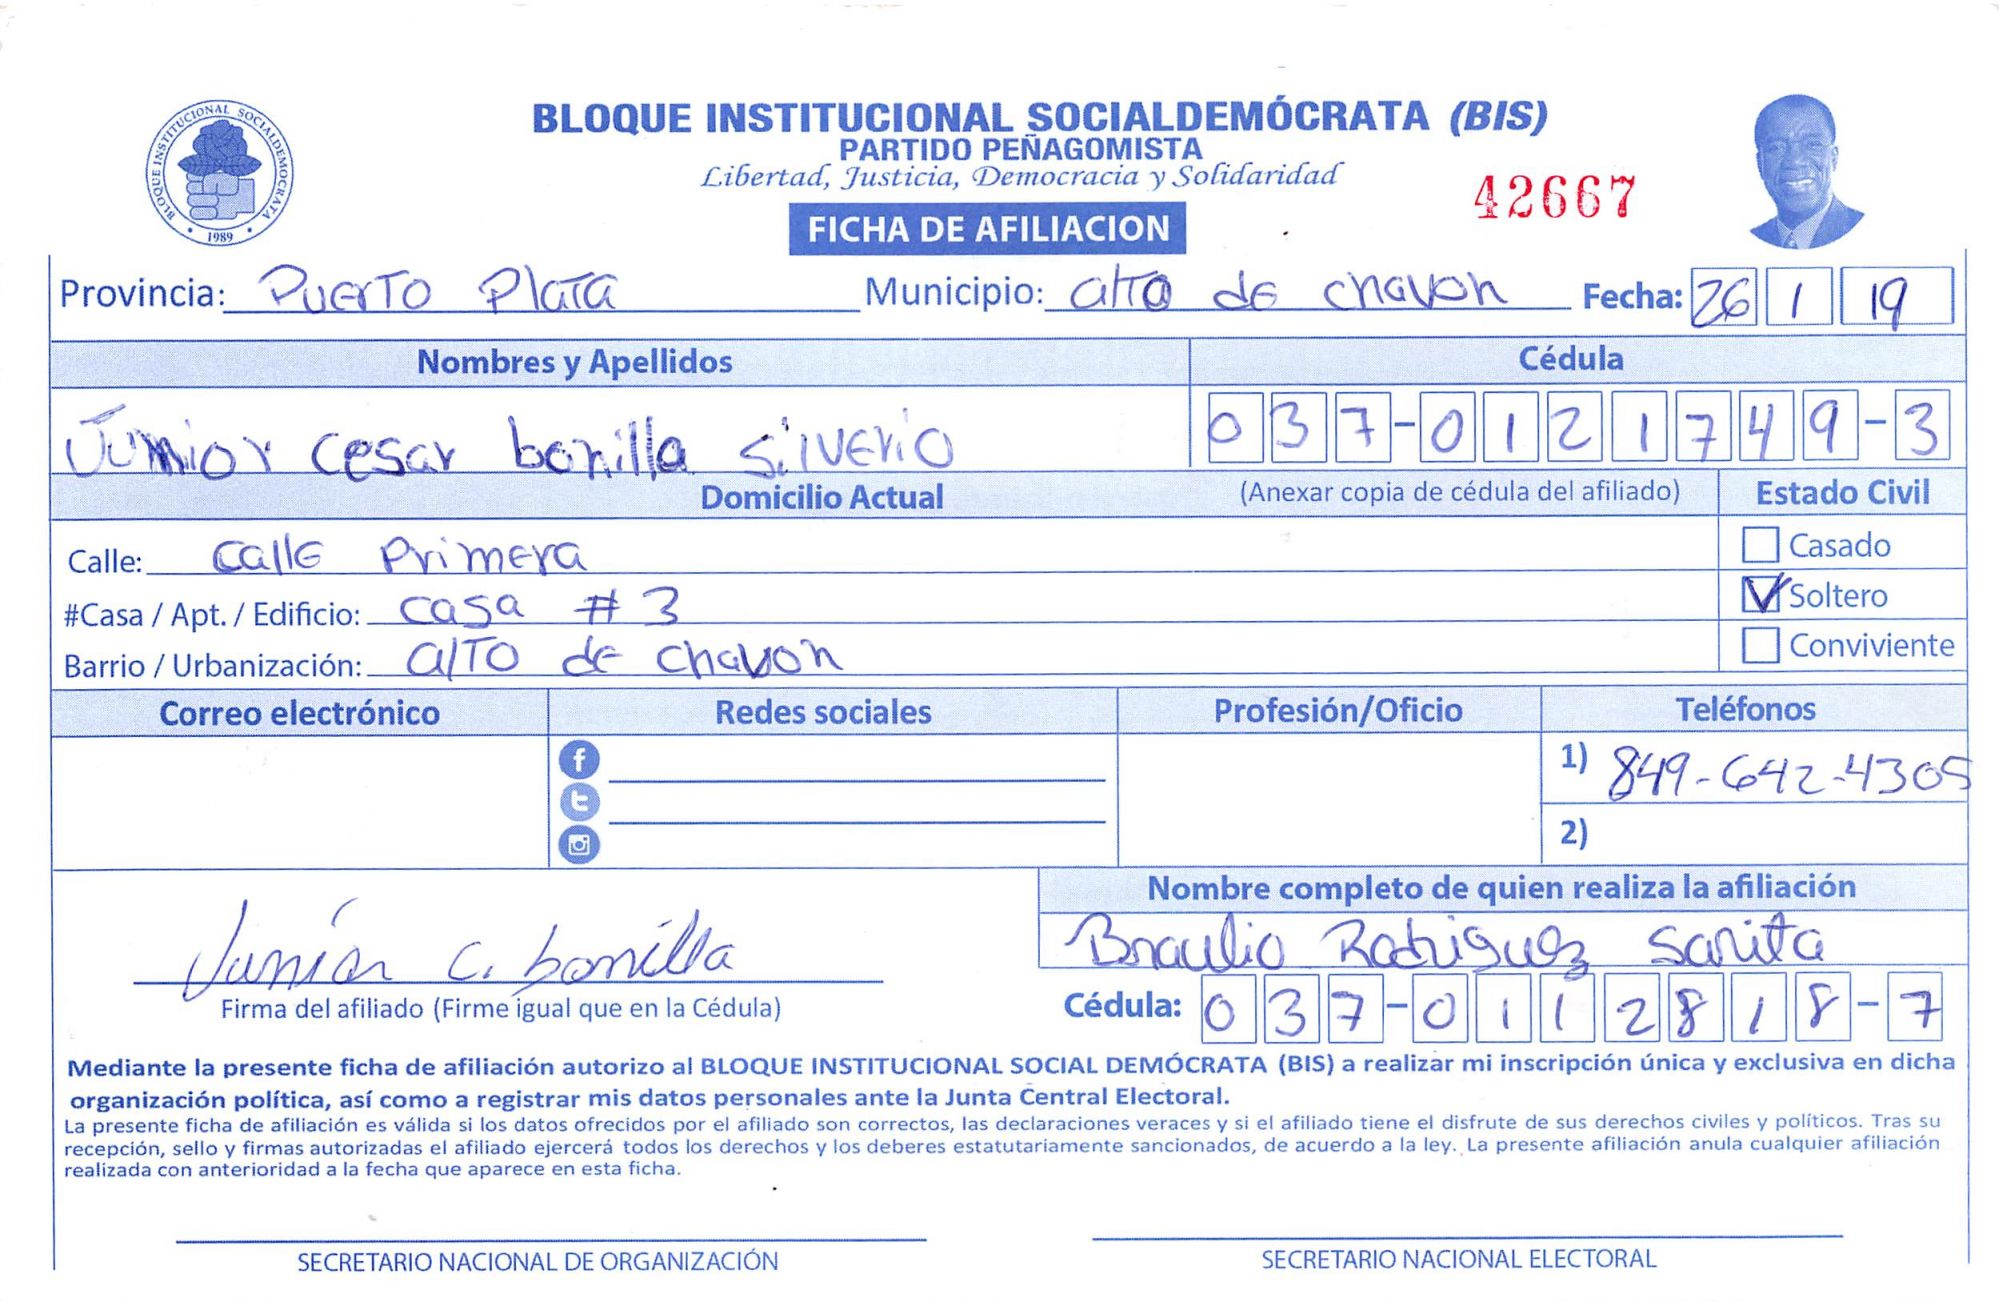 BLOQUE INSTITUCIONAL SOCIALDEMÓCRATA (BIS)
PARTIDO PEÑAGOMISTA
Libertad, Justicia, Democracia y Solidaridad
42667
BLOQUE INSTITUCIONAL SOCIALDEMOCRATA
1989
FICHA DE AFILIACION
Provincia: Puerto Plata Municipio: alto de chavon Fecha: 26 1 19
Nombres y Apellidos Cédula
Junior cesar bonilla silverio 037-0121749-3
Domicilio Actual (Anexar copia de cédula del afiliado) Estado Civil
Calle: calle Primera Casado
#Casa / Apt. / Edificio: casa #3 Soltero
Barrio / Urbanización: alto de chavon Conviviente
Correo electrónico Redes sociales Profesión/Oficio Teléfonos
1) 849-642-4305
2)
Nombre completo de quien realiza la afiliación
Junior C. bonilla Braulio Rodriguez Sarita
Firma del afiliado (Firme igual que en la Cédula) Cédula: 037-0112818-7
Mediante la presente ficha de afiliación autorizo al BLOQUE INSTITUCIONAL SOCIAL DEMÓCRATA (BIS) a realizar mi inscripción única y exclusiva en dicha
organización política, así como a registrar mis datos personales ante la Junta Central Electoral.
La presente ficha de afiliación es válida si los datos ofrecidos por el afiliado son correctos, las declaraciones veraces y si el afiliado tiene el disfrute de sus derechos civiles y políticos. Tras su
recepción, sello y firmas autorizadas el afiliado ejercerá todos los derechos y los deberes estatutariamente sancionados, de acuerdo a la ley. La presente afiliación anula cualquier afiliación
realizada con anterioridad a la fecha que aparece en esta ficha.
SECRETARIO NACIONAL DE ORGANIZACIÓN SECRETARIO NACIONAL ELECTORAL